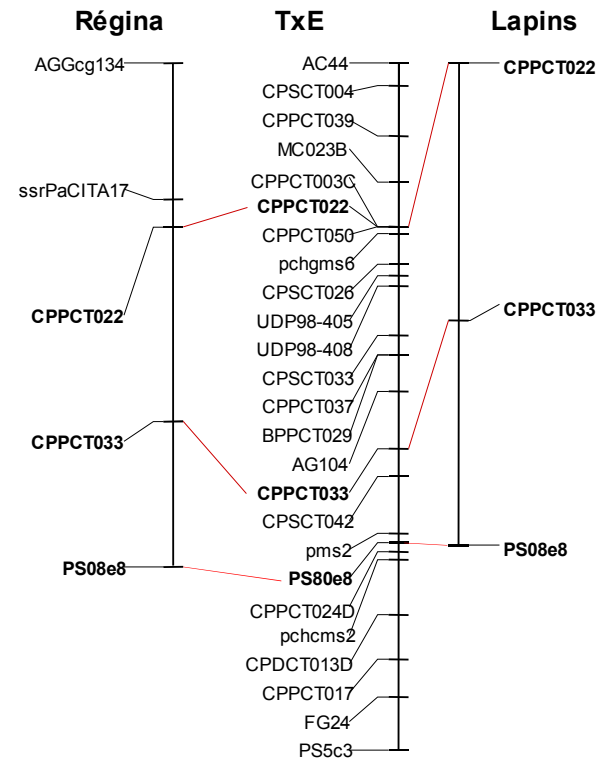 Régina
TxE
Lapins
AGGcg134
ssrPaCITA17
CPPCT022
CPPCT033
PS08e8
AC44
CPSCT004
CPPCT039
MC023B
CPPCT003C
CPPCT022
CPPCT050
pchgms6
CPSCT026
UDP98-405
UDP98-408
CPSCT033
CPPCT037
BPPCT029
AG104
CPPCT033
CPSCT042
pms2
PS80e8
CPPCT024D
pchcms2
CPDCT013D
CPPCT017
FG24
PS5c3
CPPCT022
CPPCT033
PS08e8